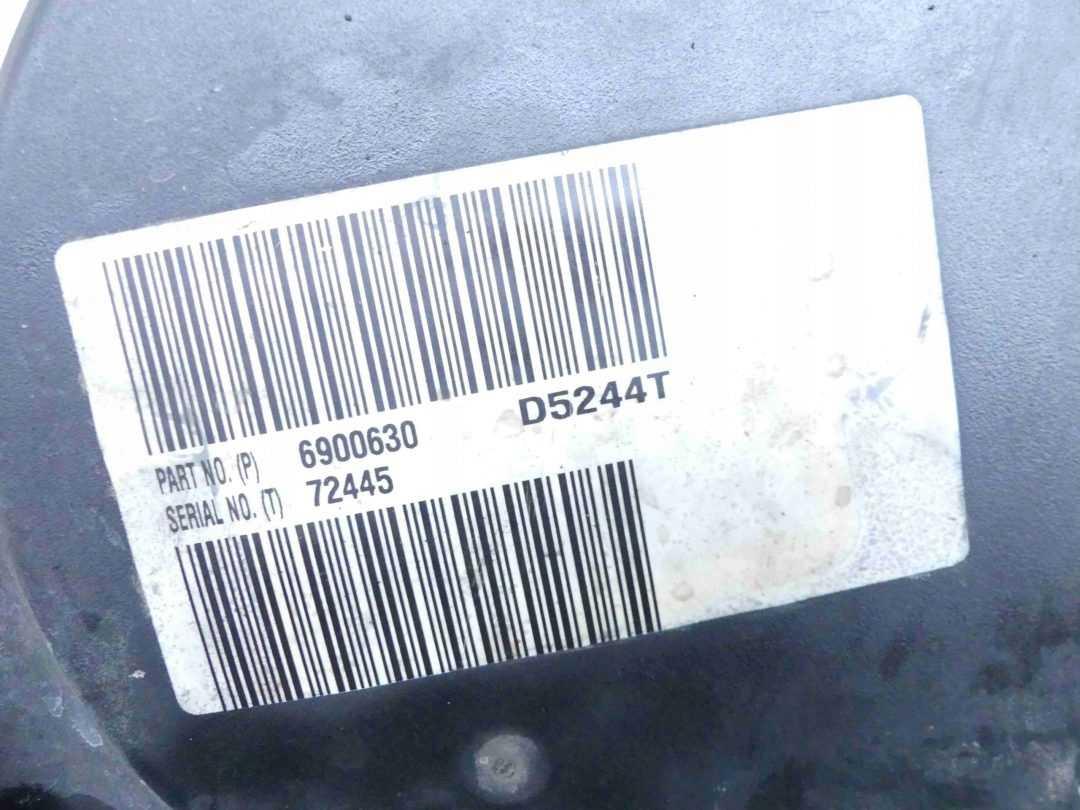 D5244T
PART NO. (P) 6900630
SERIAL NO. (T) 72445